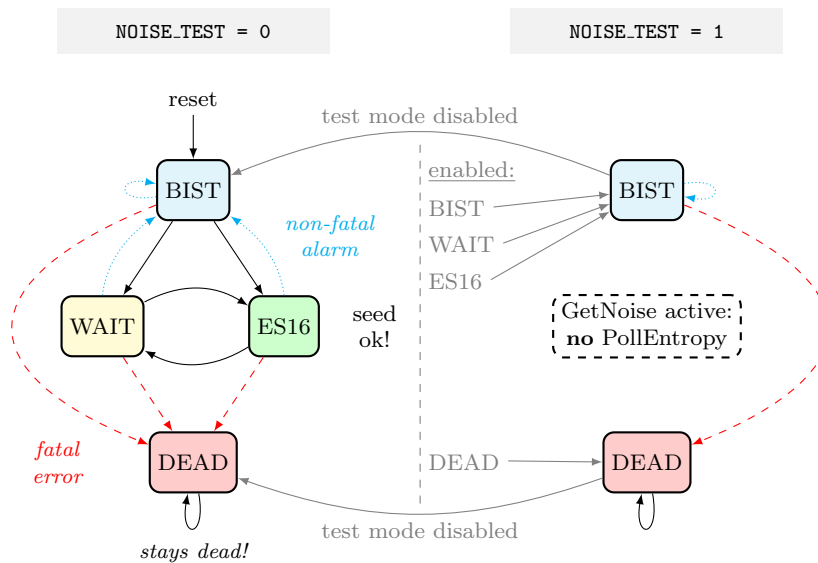 NOISE_TEST = 0
NOISE_TEST = 1
reset
test mode disabled
enabled:
BIST
BIST
BIST
non-fatal
alarm
WAIT
ES16
WAIT
ES16
seed
ok!
GetNoise active:
no PollEntropy
fatal
error
DEAD
DEAD
DEAD
test mode disabled
stays dead!